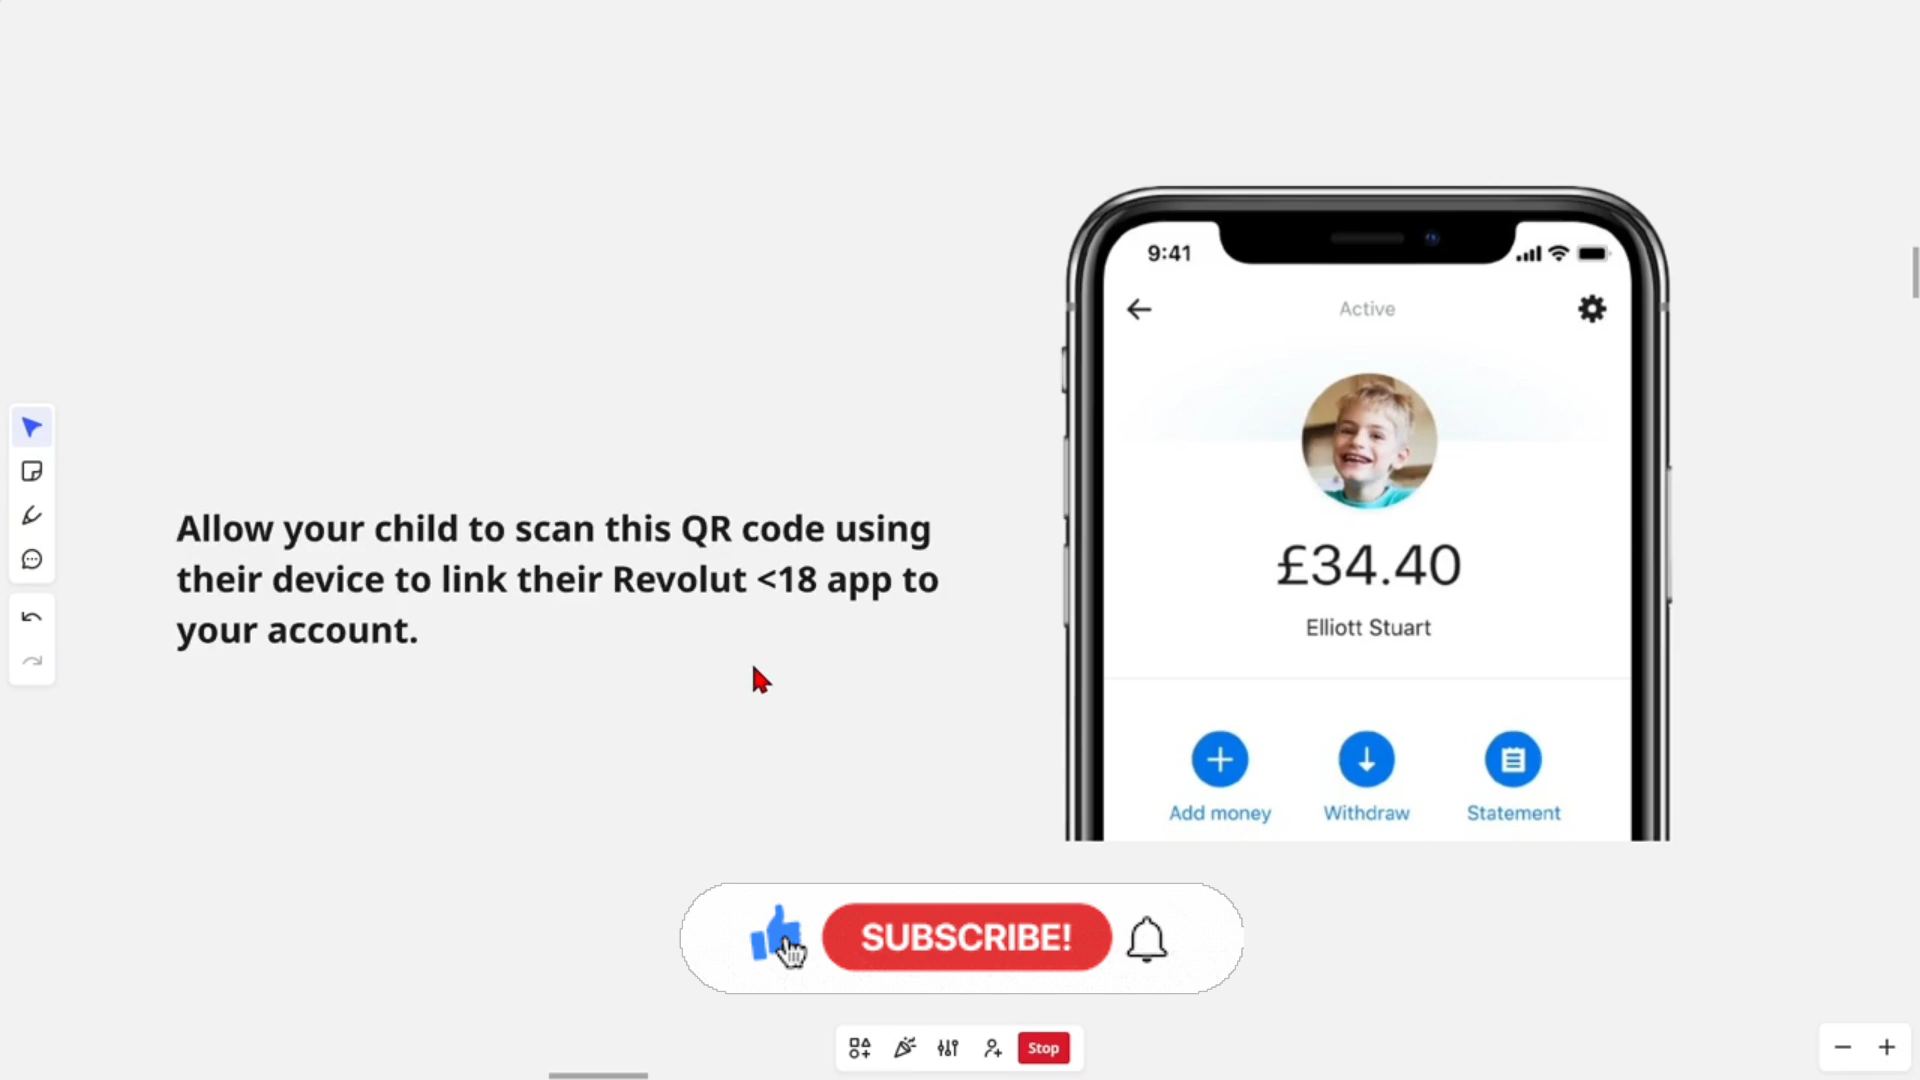 Allow your child to scan this QR code using
their device to link their Revolut <18 app to
your account.
9:41
Active
£34.40
Elliott Stuart
Add money
Withdraw
Statement
SUBSCRIBE!
Stop